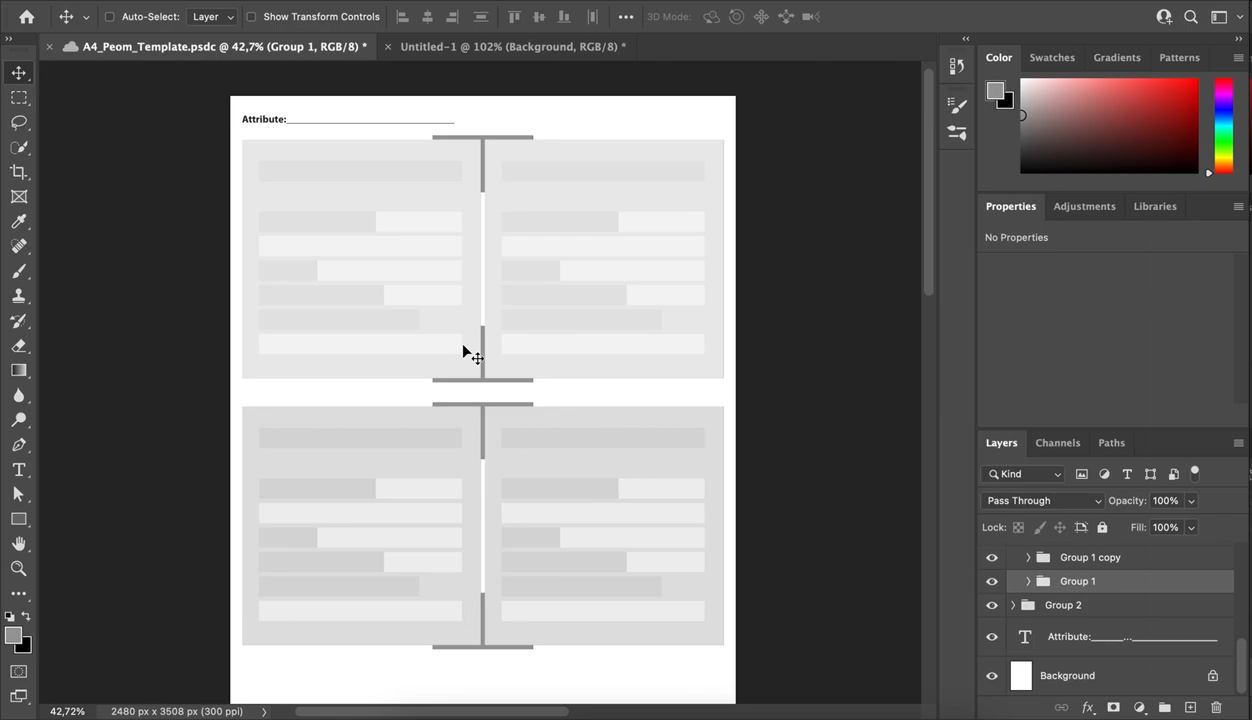 Auto-Select: Layer Show Transform Controls 3D Mode:
A4_Peom_Template.psdc @ 42,7% (Group 1, RGB/8) * Untitled-1 @ 102% (Background, RGB/8) *
Color Swatches Gradients Patterns
Attribute:______________________________
Properties Adjustments Libraries
No Properties
Layers Channels Paths
Kind
Pass Through Opacity: 100%
Lock: Fill: 100%
Group 1 copy
Group 1
Group 2
Attribute:______..._________________
Background
42,72% 2480 px x 3508 px (300 ppi)